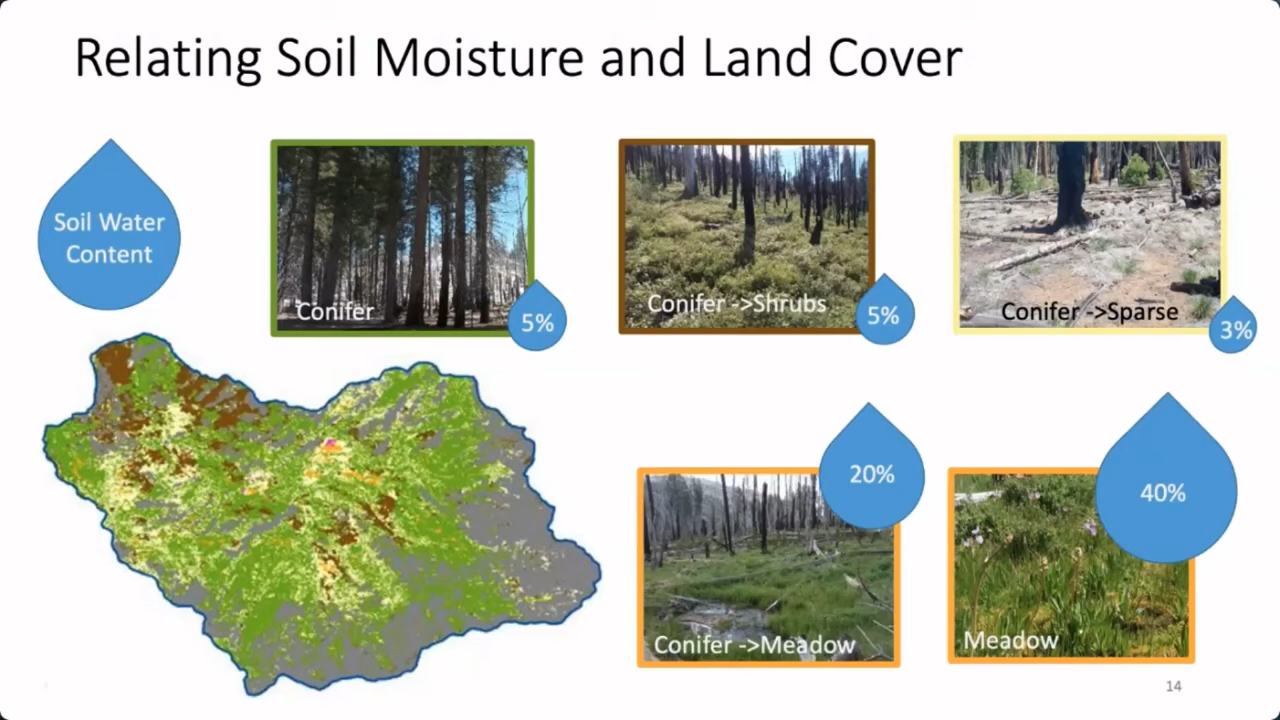 Relating Soil Moisture and Land Cover
Soil Water
Content
Conifer
5%
Conifer ->Shrubs
5%
Conifer ->Sparse
3%
20%
Conifer ->Meadow
40%
Meadow
14